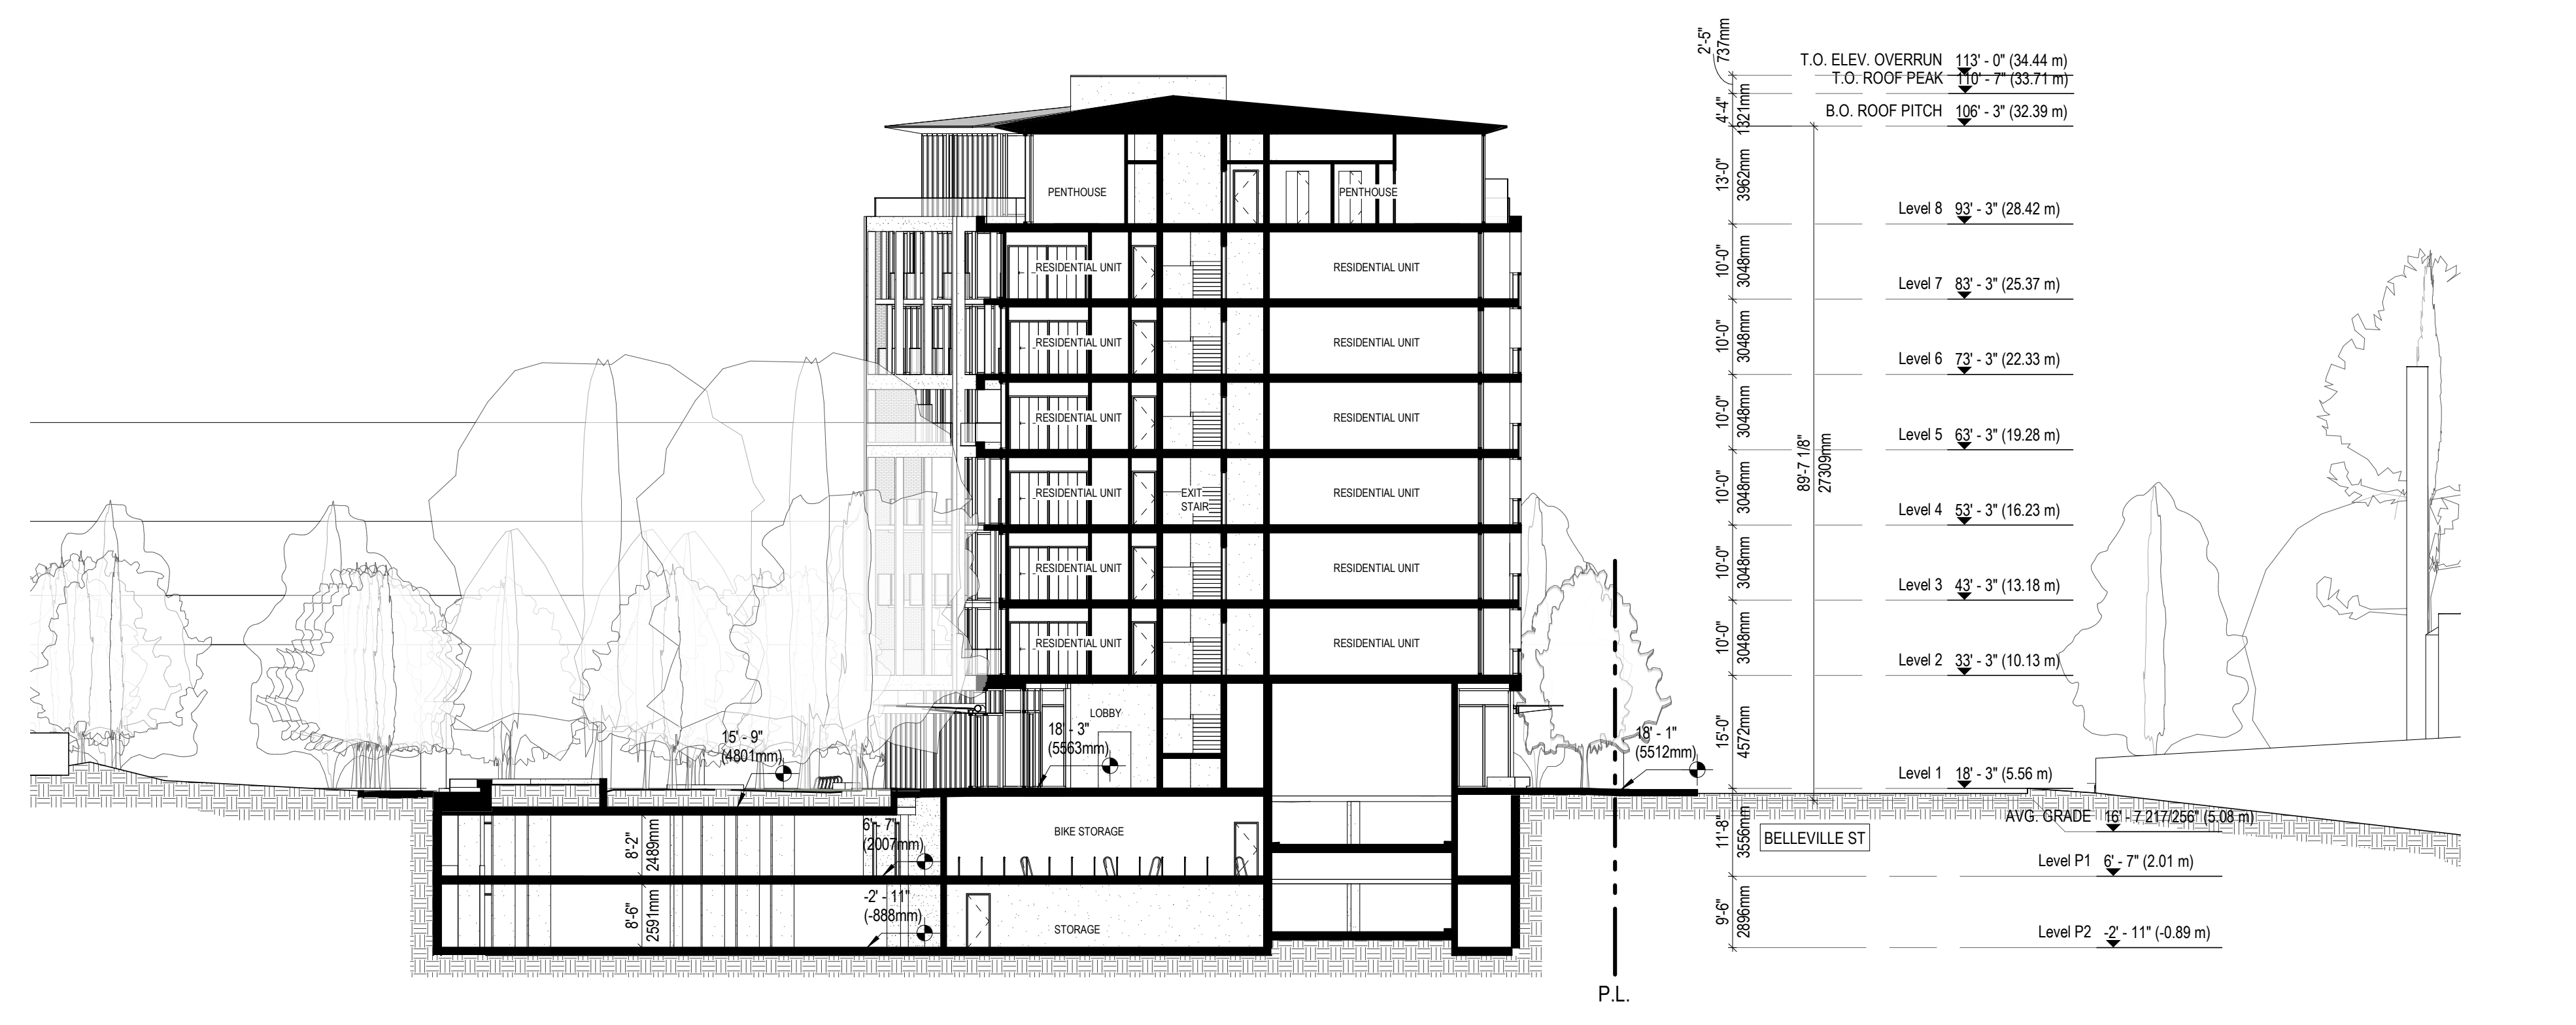 2'-5"
737mm
T.O. ELEV. OVERRUN 113' - 0" (34.44 m)
T.O. ROOF PEAK 110' - 7" (33.71 m)
4'-4"
1321mm
B.O. ROOF PITCH 106' - 3" (32.39 m)
13'-0"
3962mm
PENTHOUSE PENTHOUSE
Level 8 93' - 3" (28.42 m)
10'-0"
3048mm
RESIDENTIAL UNIT RESIDENTIAL UNIT
Level 7 83' - 3" (25.37 m)
10'-0"
3048mm
RESIDENTIAL UNIT RESIDENTIAL UNIT
Level 6 73' - 3" (22.33 m)
10'-0"
3048mm
RESIDENTIAL UNIT RESIDENTIAL UNIT
Level 5 63' - 3" (19.28 m)
89'-7 1/8"
27309mm
10'-0"
3048mm
RESIDENTIAL UNIT EXIT RESIDENTIAL UNIT
STAIR
Level 4 53' - 3" (16.23 m)
10'-0"
3048mm
RESIDENTIAL UNIT RESIDENTIAL UNIT
Level 3 43' - 3" (13.18 m)
10'-0"
3048mm
RESIDENTIAL UNIT RESIDENTIAL UNIT
Level 2 33' - 3" (10.13 m)
15'-0"
4572mm
LOBBY
15' - 9"
(4801mm)
18' - 3"
(5563mm)
18' - 1"
(5512mm)
Level 1 18' - 3" (5.56 m)
AVG. GRADE 16' - 7 217/256" (5.08 m)
11'-8"
3556mm
BELLEVILLE ST
8'-2"
2489mm
6' - 7"
(2007mm)
BIKE STORAGE
Level P1 6' - 7" (2.01 m)
9'-6"
2896mm
8'-6"
2591mm
-2' - 11"
(-888mm)
STORAGE
Level P2 -2' - 11" (-0.89 m)
P.L.